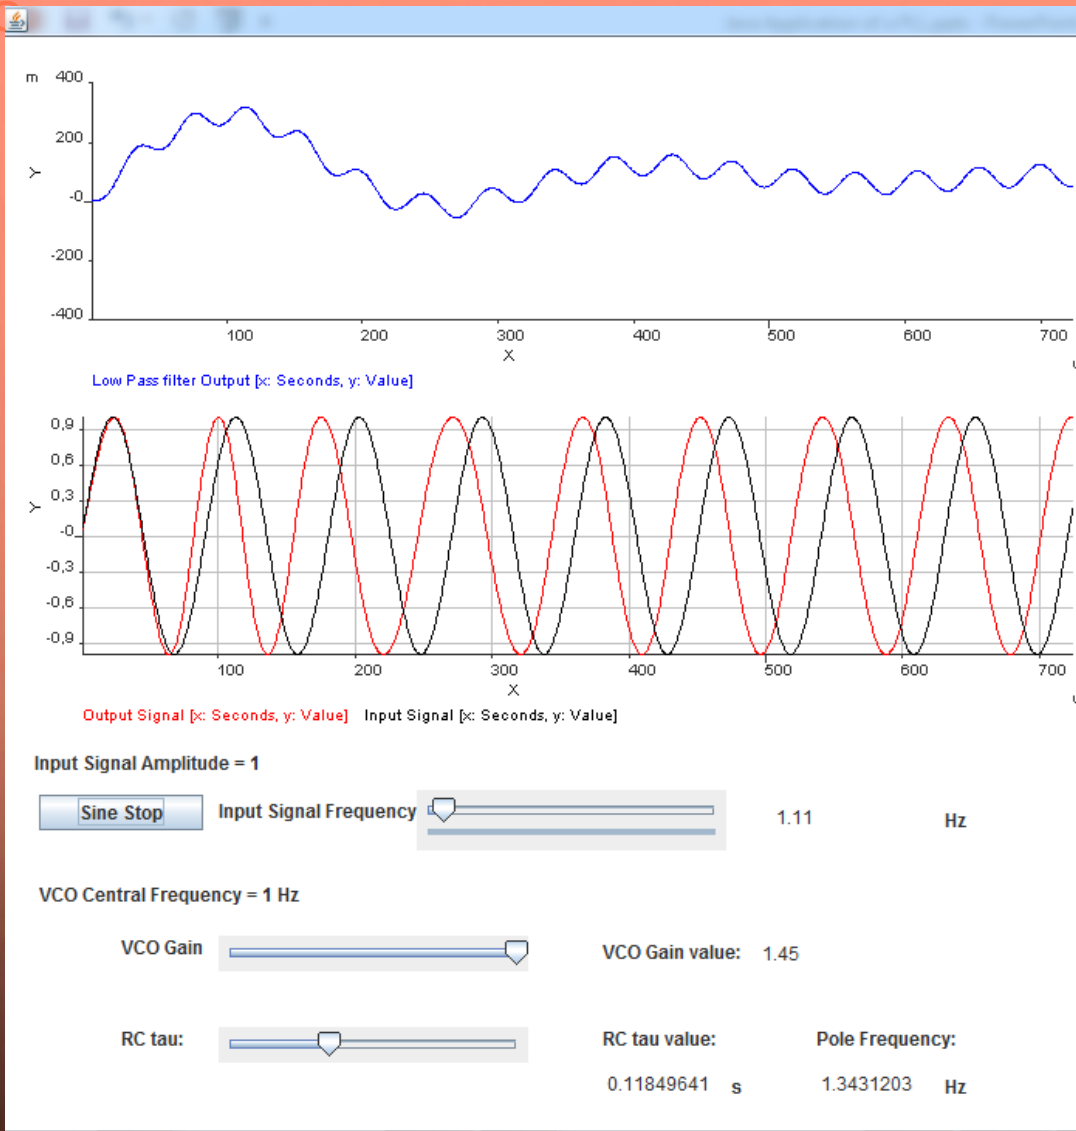 m 400
200
Y
-0
-200
-400
100 200 300 400 500 600 700
X
Low Pass filter Output [x: Seconds, y: Value]
0,9
0,6
0,3
Y
-0
-0,3
-0,6
-0,9
100 200 300 400 500 600 700
X
Output Signal [x: Seconds, y: Value] Input Signal [x: Seconds, y: Value]
Input Signal Amplitude = 1
Sine Stop Input Signal Frequency 1.11 Hz
VCO Central Frequency = 1 Hz
VCO Gain VCO Gain value: 1.45
RC tau: RC tau value: Pole Frequency:
0.11849641 s 1.3431203 Hz